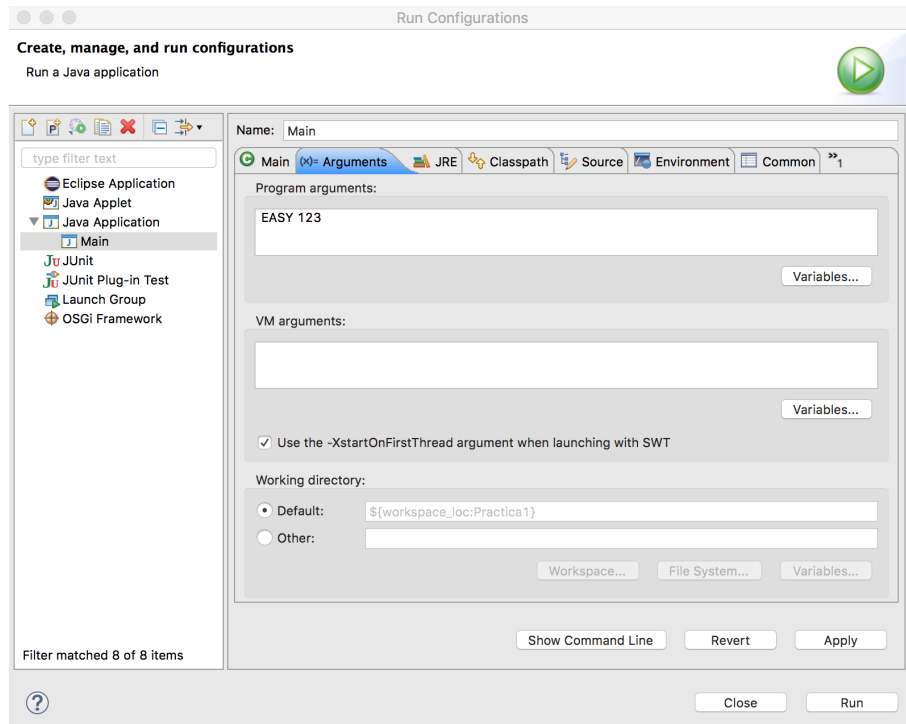 Run Configurations
Create, manage, and run configurations
Run a Java application
type filter text
Eclipse Application
Java Applet
Java Application
Main
JUnit
JUnit Plug-in Test
Launch Group
OSGi Framework
Filter matched 8 of 8 items
Name: Main
Main (x)= Arguments JRE Classpath Source Environment Common »1
Program arguments:
EASY 123
Variables...
VM arguments:
Variables...
Use the -XstartOnFirstThread argument when launching with SWT
Working directory:
Default: ${workspace_loc:Practica1}
Other:
Workspace... File System... Variables...
Show Command Line Revert Apply
? Close Run